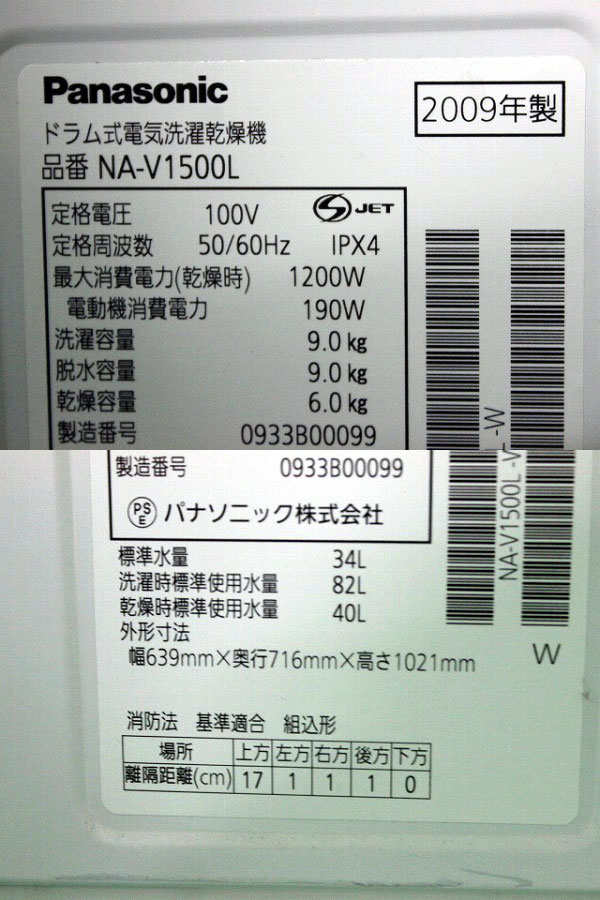 Panasonic
2009年製
ドラム式電気洗濯乾燥機
品番 NA-V1500L
定格電圧 100V JET
定格周波数 50/60Hz IPX4
最大消費電力(乾燥時) 1200W
電動機消費電力 190W
洗濯容量 9.0kg
脱水容量 9.0kg
乾燥容量 6.0kg
製造番号 0933B00099
-W
製造番号 0933B00099
PSE パナソニック株式会社
NA-V1500L
標準水量 34L
洗濯時標準使用水量 82L
乾燥時標準使用水量 40L
外形寸法
幅639mm×奥行716mm×高さ1021mm
W
消防法 基準適合 組込形
場所 上方 左方 右方 後方 下方
離隔距離(cm) 17 1 1 1 0